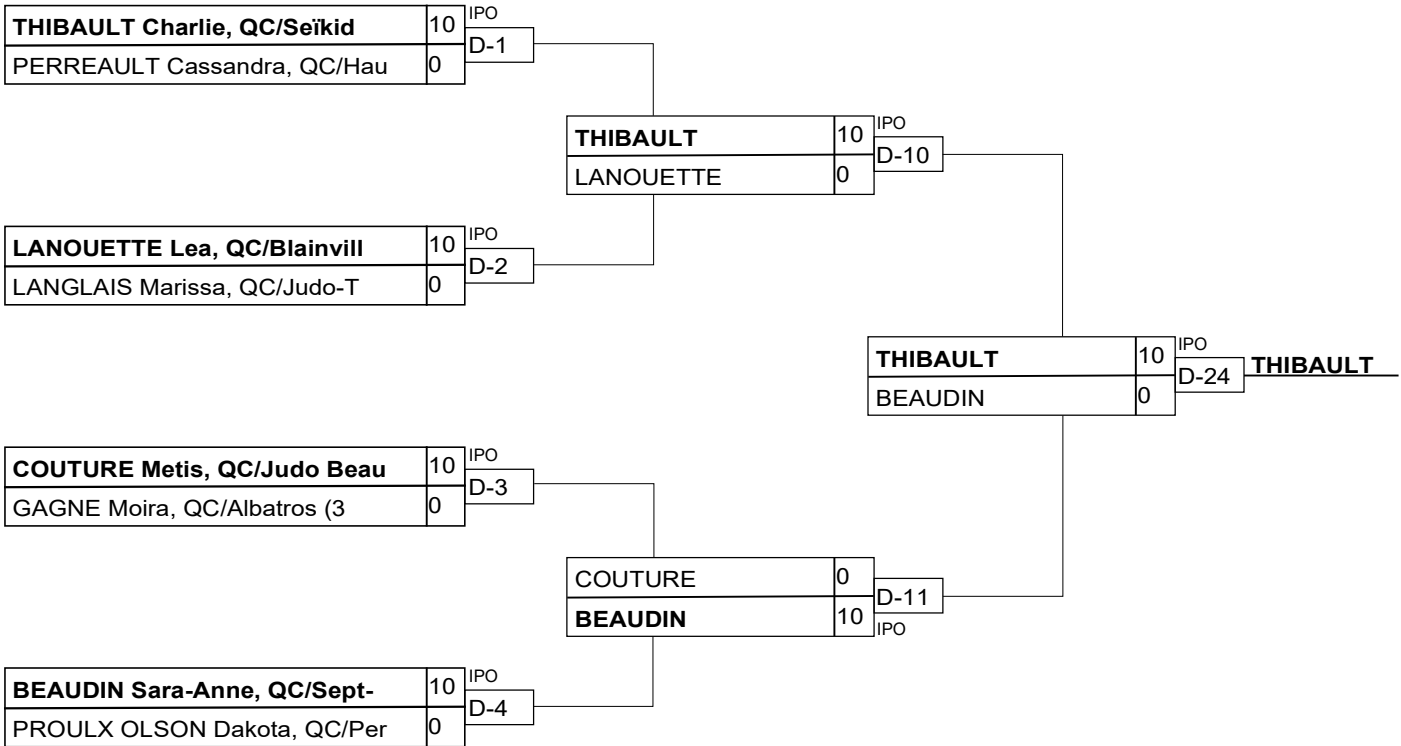 THIBAULT Charlie, QC/Seïkid 10 IPO
D-1
PERREAULT Cassandra, QC/Hau 0
THIBAULT 10 IPO
D-10
LANOUETTE 0
LANOUETTE Lea, QC/Blainvill 10 IPO
D-2
LANGLAIS Marissa, QC/Judo-T 0
THIBAULT 10 IPO
D-24 THIBAULT
BEAUDIN 0
COUTURE Metis, QC/Judo Beau 10 IPO
D-3
GAGNE Moira, QC/Albatros (3 0
COUTURE 0
D-11
BEAUDIN 10 IPO
BEAUDIN Sara-Anne, QC/Sept- 10 IPO
D-4
PROULX OLSON Dakota, QC/Per 0